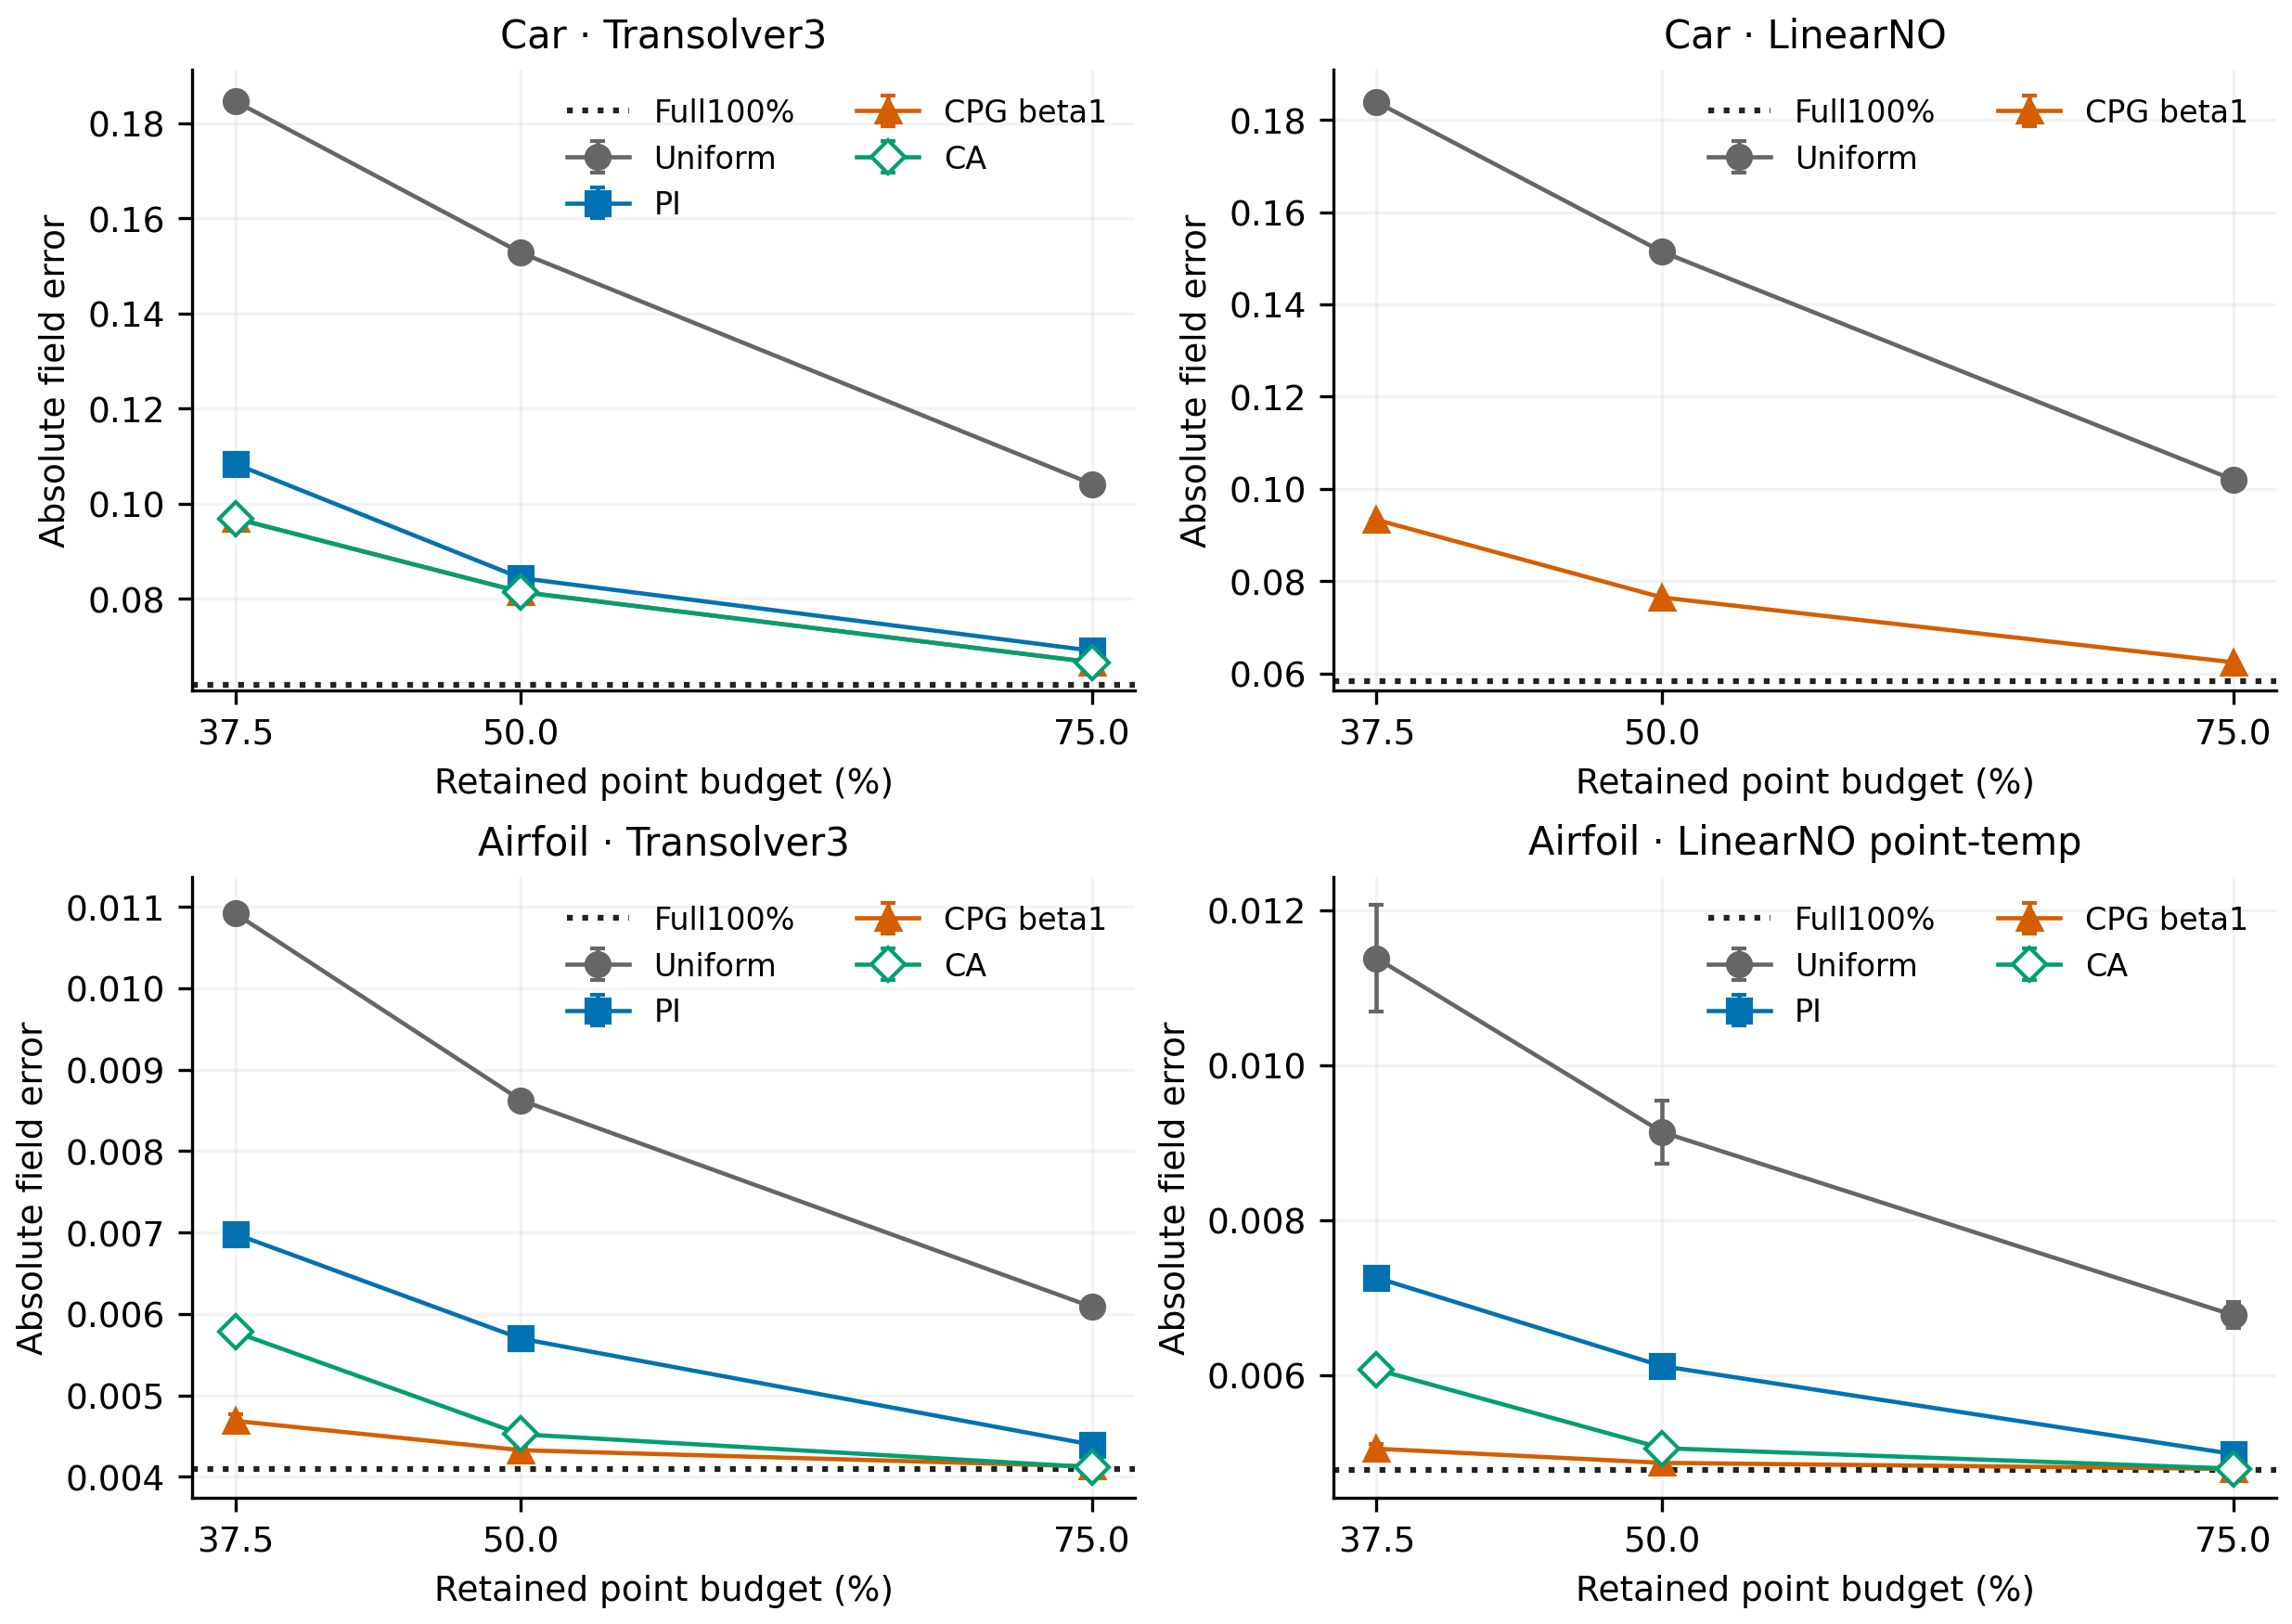 Car · Transolver3
Absolute field error
0.18
0.16
0.14
0.12
0.10
0.08
Full100%
Uniform
PI
CPG beta1
CA
37.5
50.0
75.0
Retained point budget (%)
Car · LinearNO
Absolute field error
0.18
0.16
0.14
0.12
0.10
0.08
0.06
Full100%
Uniform
CPG beta1
37.5
50.0
75.0
Retained point budget (%)
Airfoil · Transolver3
Absolute field error
0.011
0.010
0.009
0.008
0.007
0.006
0.005
0.004
Full100%
Uniform
PI
CPG beta1
CA
37.5
50.0
75.0
Retained point budget (%)
Airfoil · LinearNO point-temp
Absolute field error
0.012
0.010
0.008
0.006
Full100%
Uniform
PI
CPG beta1
CA
37.5
50.0
75.0
Retained point budget (%)